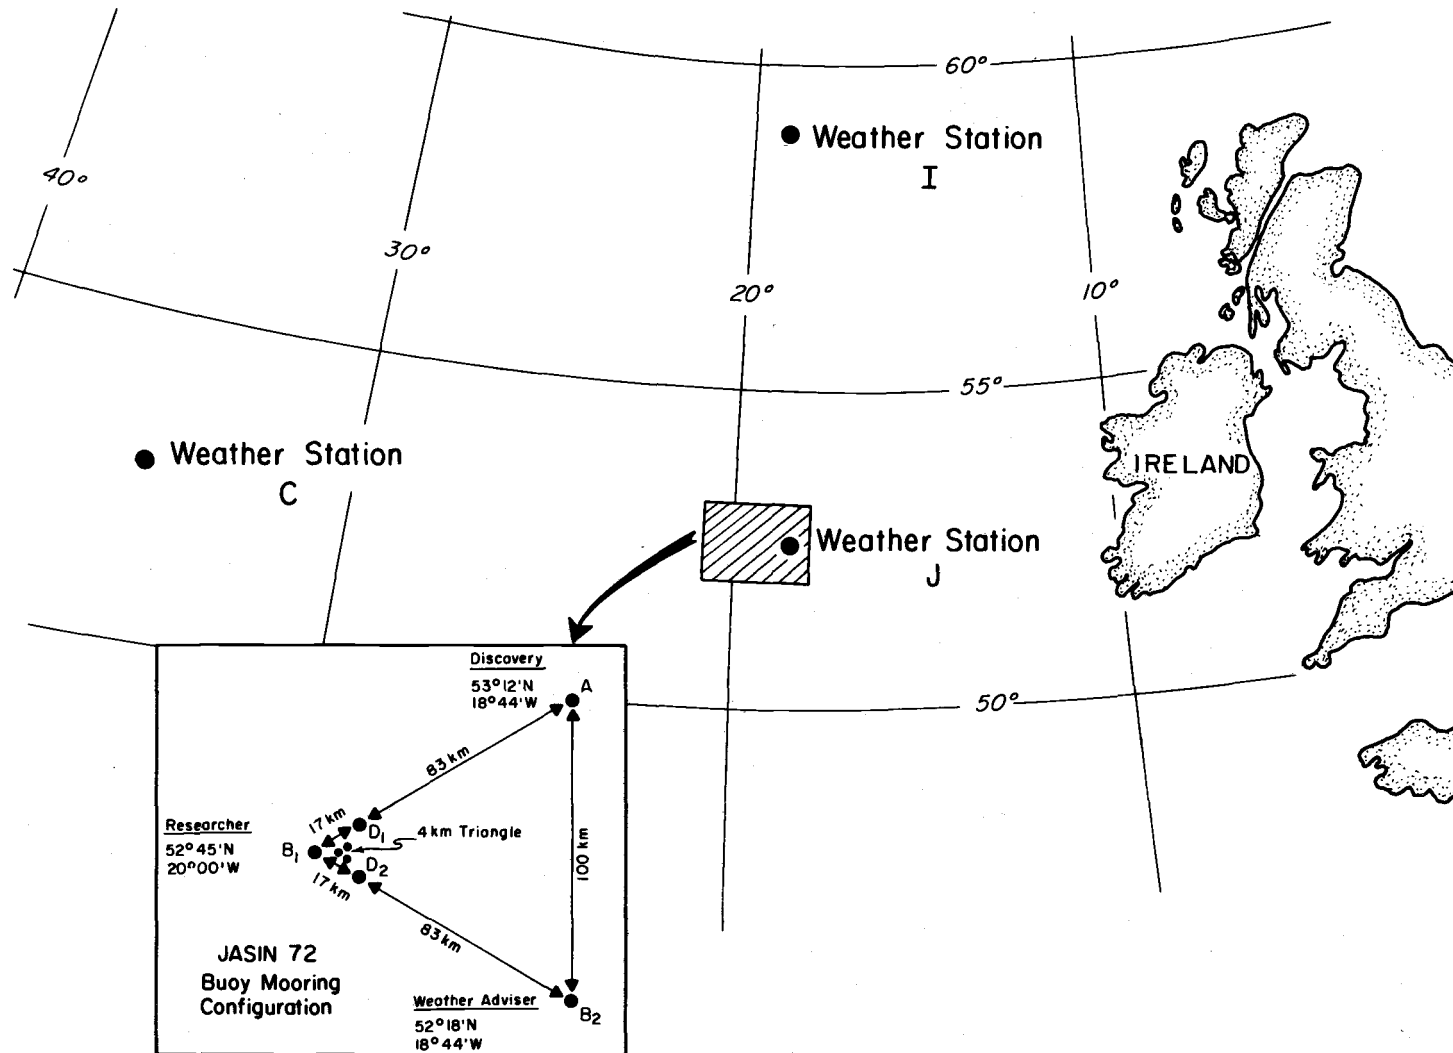 60°
Weather Station
I
40°
30°
20°
10°
55°
Weather Station
C
IRELAND
Weather Station
J
50°
Discovery
53°12'N
18°44'W
A
83 km
Researcher
52°45'N
20°00'W
17 km
D1
4 km Triangle
B1
D2
17 km
100 km
83 km
JASIN 72
Buoy Mooring
Configuration
Weather Adviser
52°18'N
18°44'W
B2